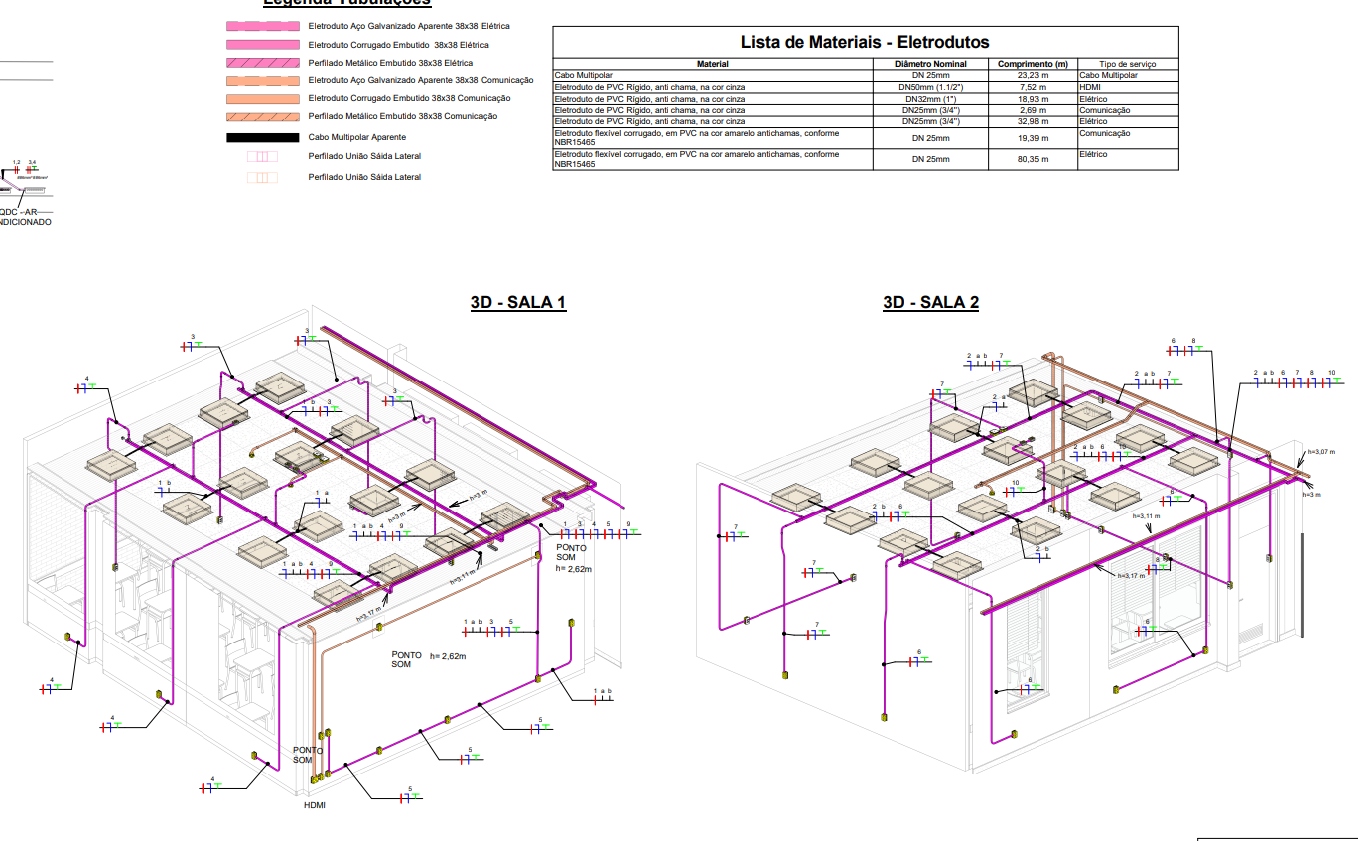 Legenda Tubulações
Eletroduto Aço Galvanizado Aparente 38x38 Elétrica
Eletroduto Corrugado Embutido 38x38 Elétrica
Perfilado Metálico Embutido 38x38 Elétrica
Eletroduto Aço Galvanizado Aparente 38x38 Comunicação
Eletroduto Corrugado Embutido 38x38 Comunicação
Perfilado Metálico Embutido 38x38 Comunicação
Cabo Multipolar Aparente
Perfilado União Sáida Lateral
Perfilado União Sáida Lateral
Lista de Materiais - Eletrodutos
Material Diâmetro Nominal Comprimento (m) Tipo de serviço
Cabo Multipolar DN 25mm 23,23 m Cabo Multipolar
Eletroduto de PVC Rígido, anti chama, na cor cinza DN50mm (1.1/2") 7,52 m HDMI
Eletroduto de PVC Rígido, anti chama, na cor cinza DN32mm (1") 18,93 m Elétrico
Eletroduto de PVC Rígido, anti chama, na cor cinza DN25mm (3/4") 2,69 m Comunicação
Eletroduto de PVC Rígido, anti chama, na cor cinza DN25mm (3/4") 32,98 m Elétrico
Eletroduto flexível corrugado, em PVC na cor amarelo antichamas, conforme
NBR15465 DN 25mm 19,39 m Comunicação
Eletroduto flexível corrugado, em PVC na cor amarelo antichamas, conforme
NBR15465 DN 25mm 80,35 m Elétrico
1,2 3,4
QDC - AR
NDICIONADO
3D - SALA 1
3
3
4
3
1 b 3
1 b
1 a
h=3 m
h=3 m
1 a b 4 9
1 3 4 5 9
PONTO
SOM
h= 2,62m
1 a b 4 9
h=3,11 m
h=3,17 m
1 a b 3 5
PONTO
SOM
h= 2,62m
4
1 a b
4
5
PONTO
SOM
5
4
5
HDMI
3D - SALA 2
6 8
2 a b 7
2 a b 7
2 a b 6 7 8 10
7
2 a
2 a b 6 10
h=3,07 m
h=3 m
10
6
2 b 6
h=3,11 m
7
2 b
8
h=3,17 m
7
7
6
6
6